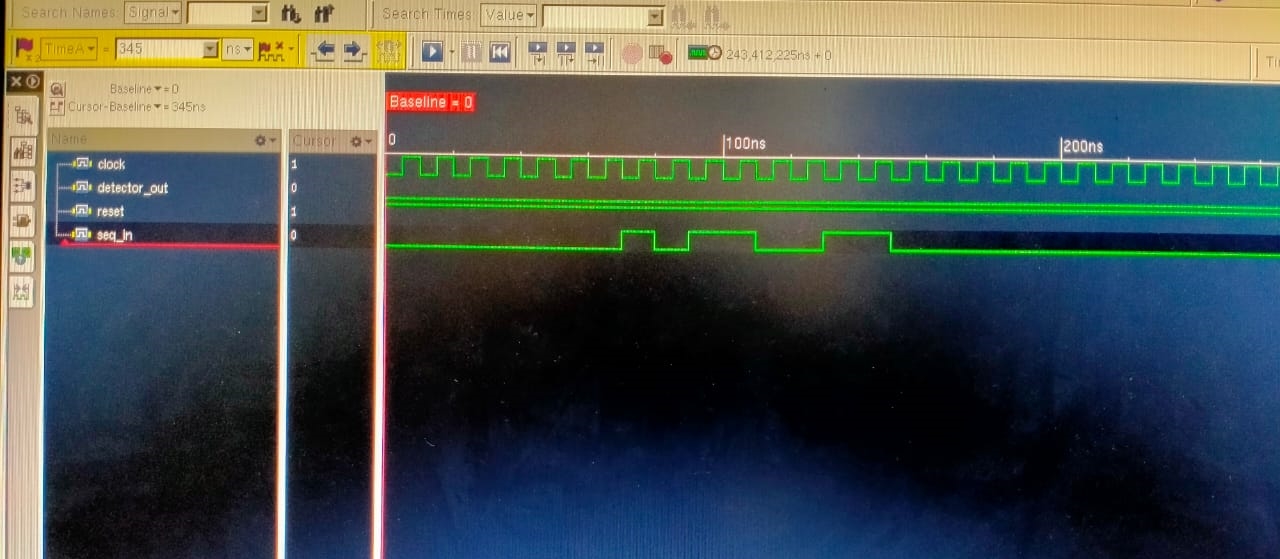 Search Names: Signal
Search Times: Value
TimeA = 345 ns
243,412,225ns + 0
Baseline = 0
Cursor-Baseline = 345ns
Baseline = 0
Name Cursor
0 100ns 200ns
clock 1
detector_out 0
reset 1
seq_in 0